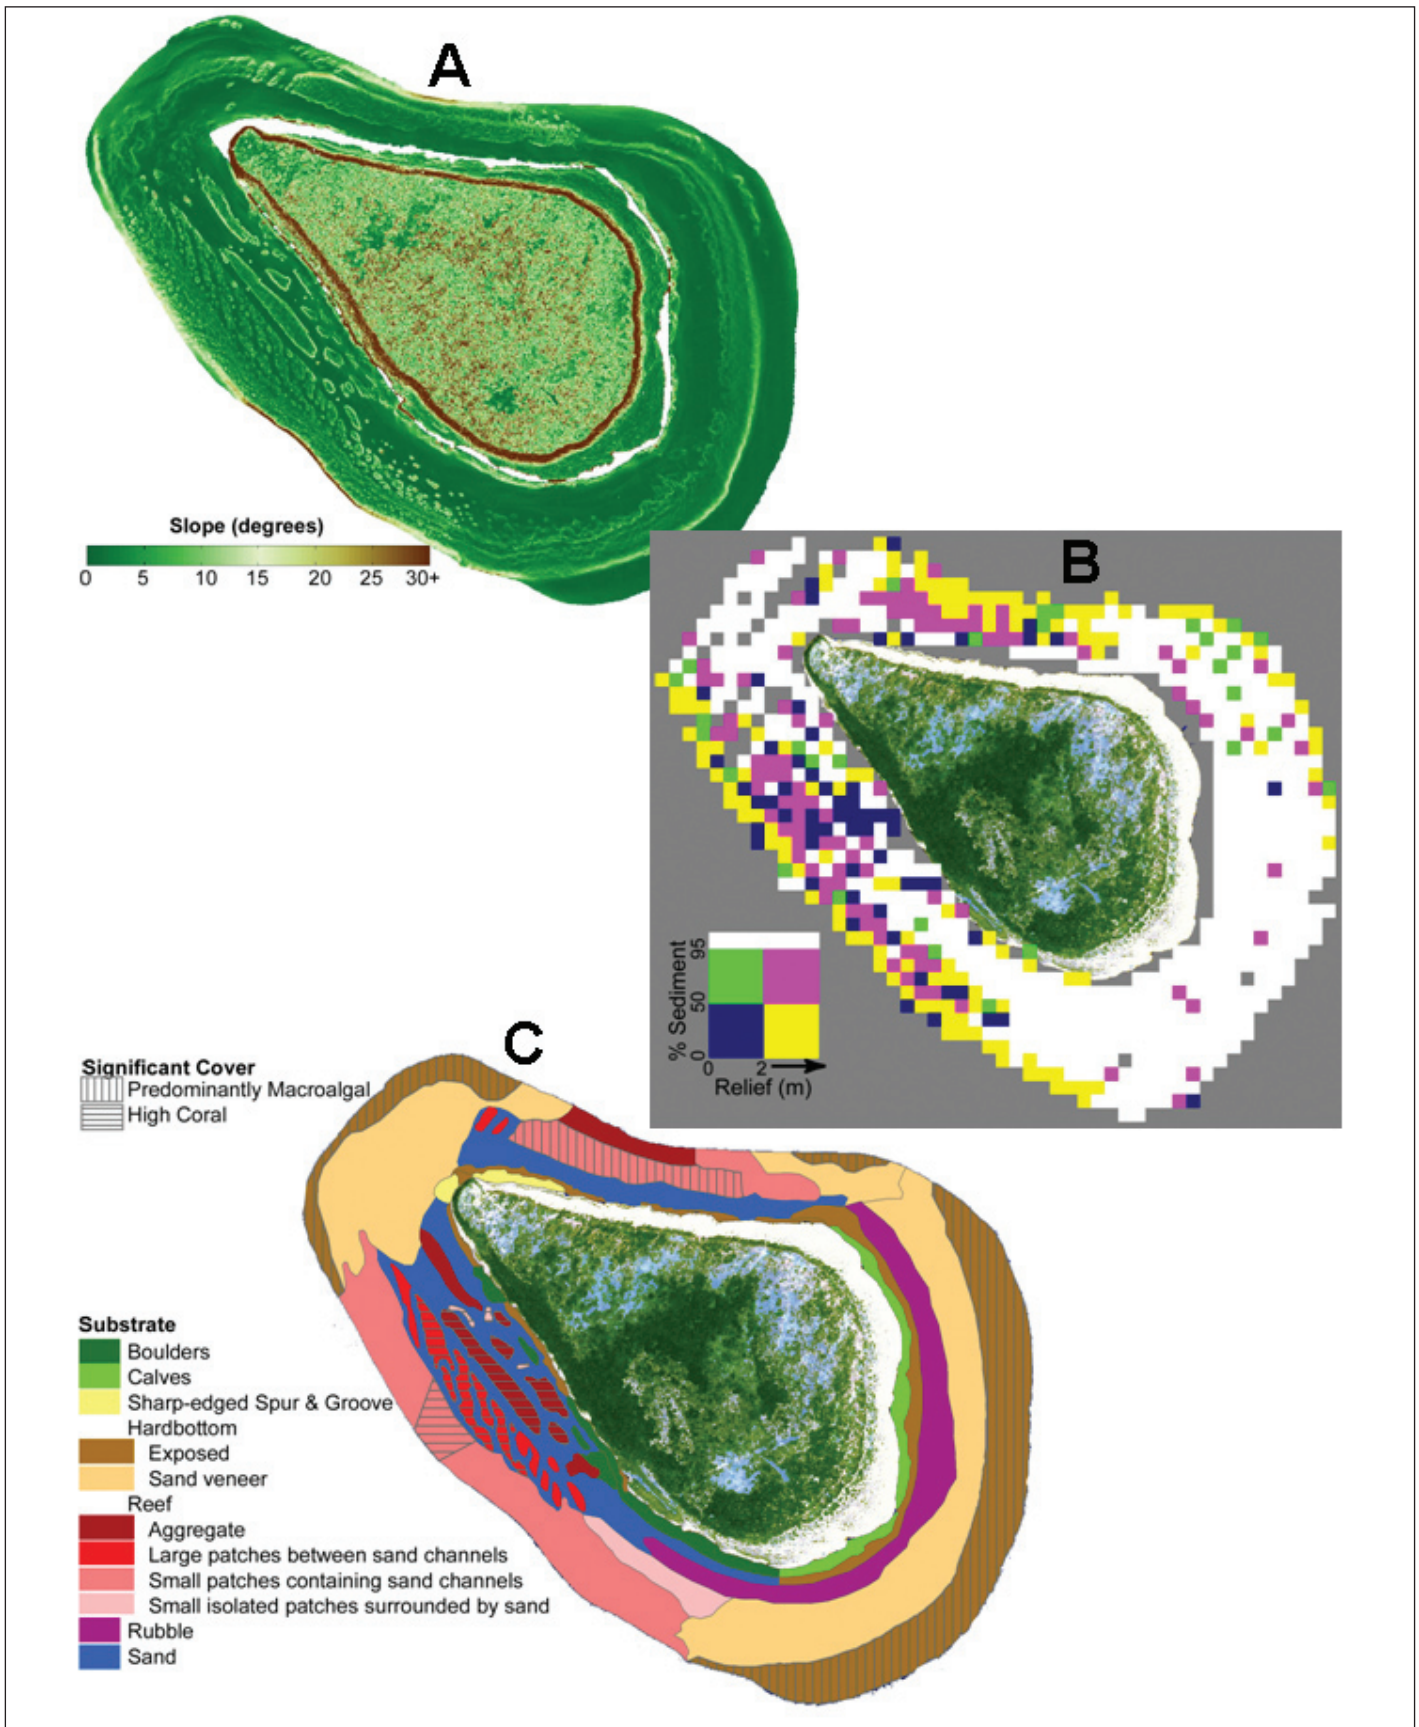 A
Slope (degrees)
0 5 10 15 20 25 30+
B
% Sediment
95
50
0
0 2
Relief (m)
C
Significant Cover
Predominantly Macroalgal
High Coral
Substrate
Boulders
Calves
Sharp-edged Spur & Groove
Hardbottom
Exposed
Sand veneer
Reef
Aggregate
Large patches between sand channels
Small patches containing sand channels
Small isolated patches surrounded by sand
Rubble
Sand